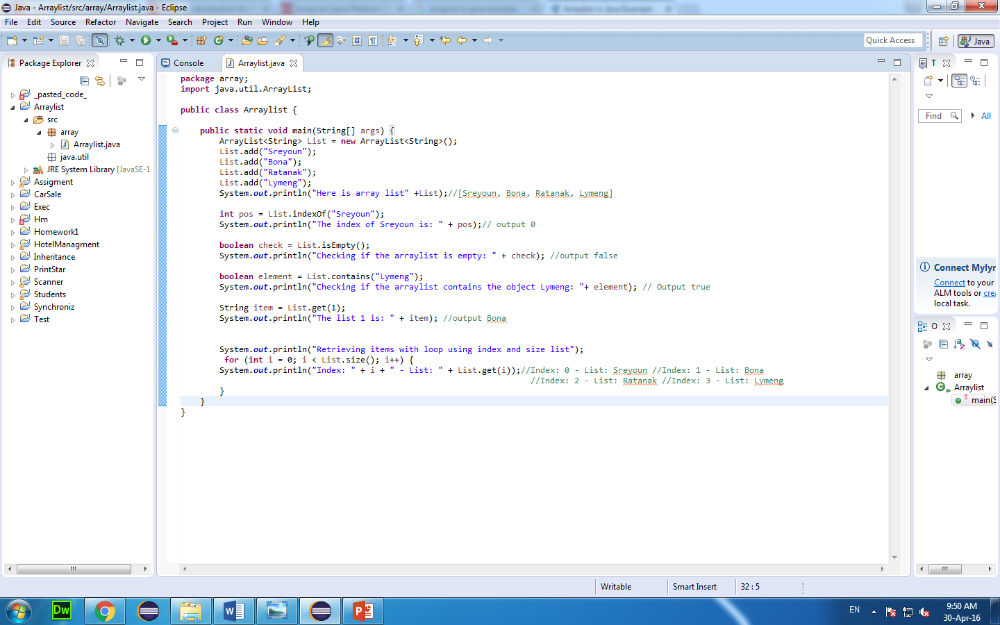 Java - Arraylist/src/array/Arraylist.java - Eclipse
File Edit Source Refactor Navigate Search Project Run Window Help
Quick Access
Java
Package Explorer
_pasted_code_
Arraylist
src
array
Arraylist.java
java.util
JRE System Library [JavaSE-1
Assigment
CarSale
Exec
Hm
Homework1
HotelManagment
Inheritance
PrintStar
Scanner
Students
Synchroniz
Test
Console Arraylist.java
package array;
import java.util.ArrayList;
public class Arraylist {
public static void main(String[] args) {
ArrayList<String> List = new ArrayList<String>();
List.add("Sreyoun");
List.add("Bona");
List.add("Ratanak");
List.add("Lymeng");
System.out.println("Here is array list" +List);//[Sreyoun, Bona, Ratanak, Lymeng]
int pos = List.indexOf("Sreyoun");
System.out.println("The index of Sreyoun is: " + pos);// output 0
boolean check = List.isEmpty();
System.out.println("Checking if the arraylist is empty: " + check); //output false
boolean element = List.contains("Lymeng");
System.out.println("Checking if the arraylist contains the object Lymeng: "+ element); // Output true
String item = List.get(1);
System.out.println("The list 1 is: " + item); //output Bona
System.out.println("Retrieving items with loop using index and size list");
for (int i = 0; i < List.size(); i++) {
System.out.println("Index: " + i + " - List: " + List.get(i));//Index: 0 - List: Sreyoun //Index: 1 - List: Bona
//Index: 2 - List: Ratanak //Index: 3 - List: Lymeng
}
}
}
T
Find
All
Connect Mylyn
Connect to your
ALM tools or crea
local task.
O
array
Arraylist
main(S
Writable
Smart Insert
32 : 5
Dw
W
P
EN
9:50 AM
30-Apr-16